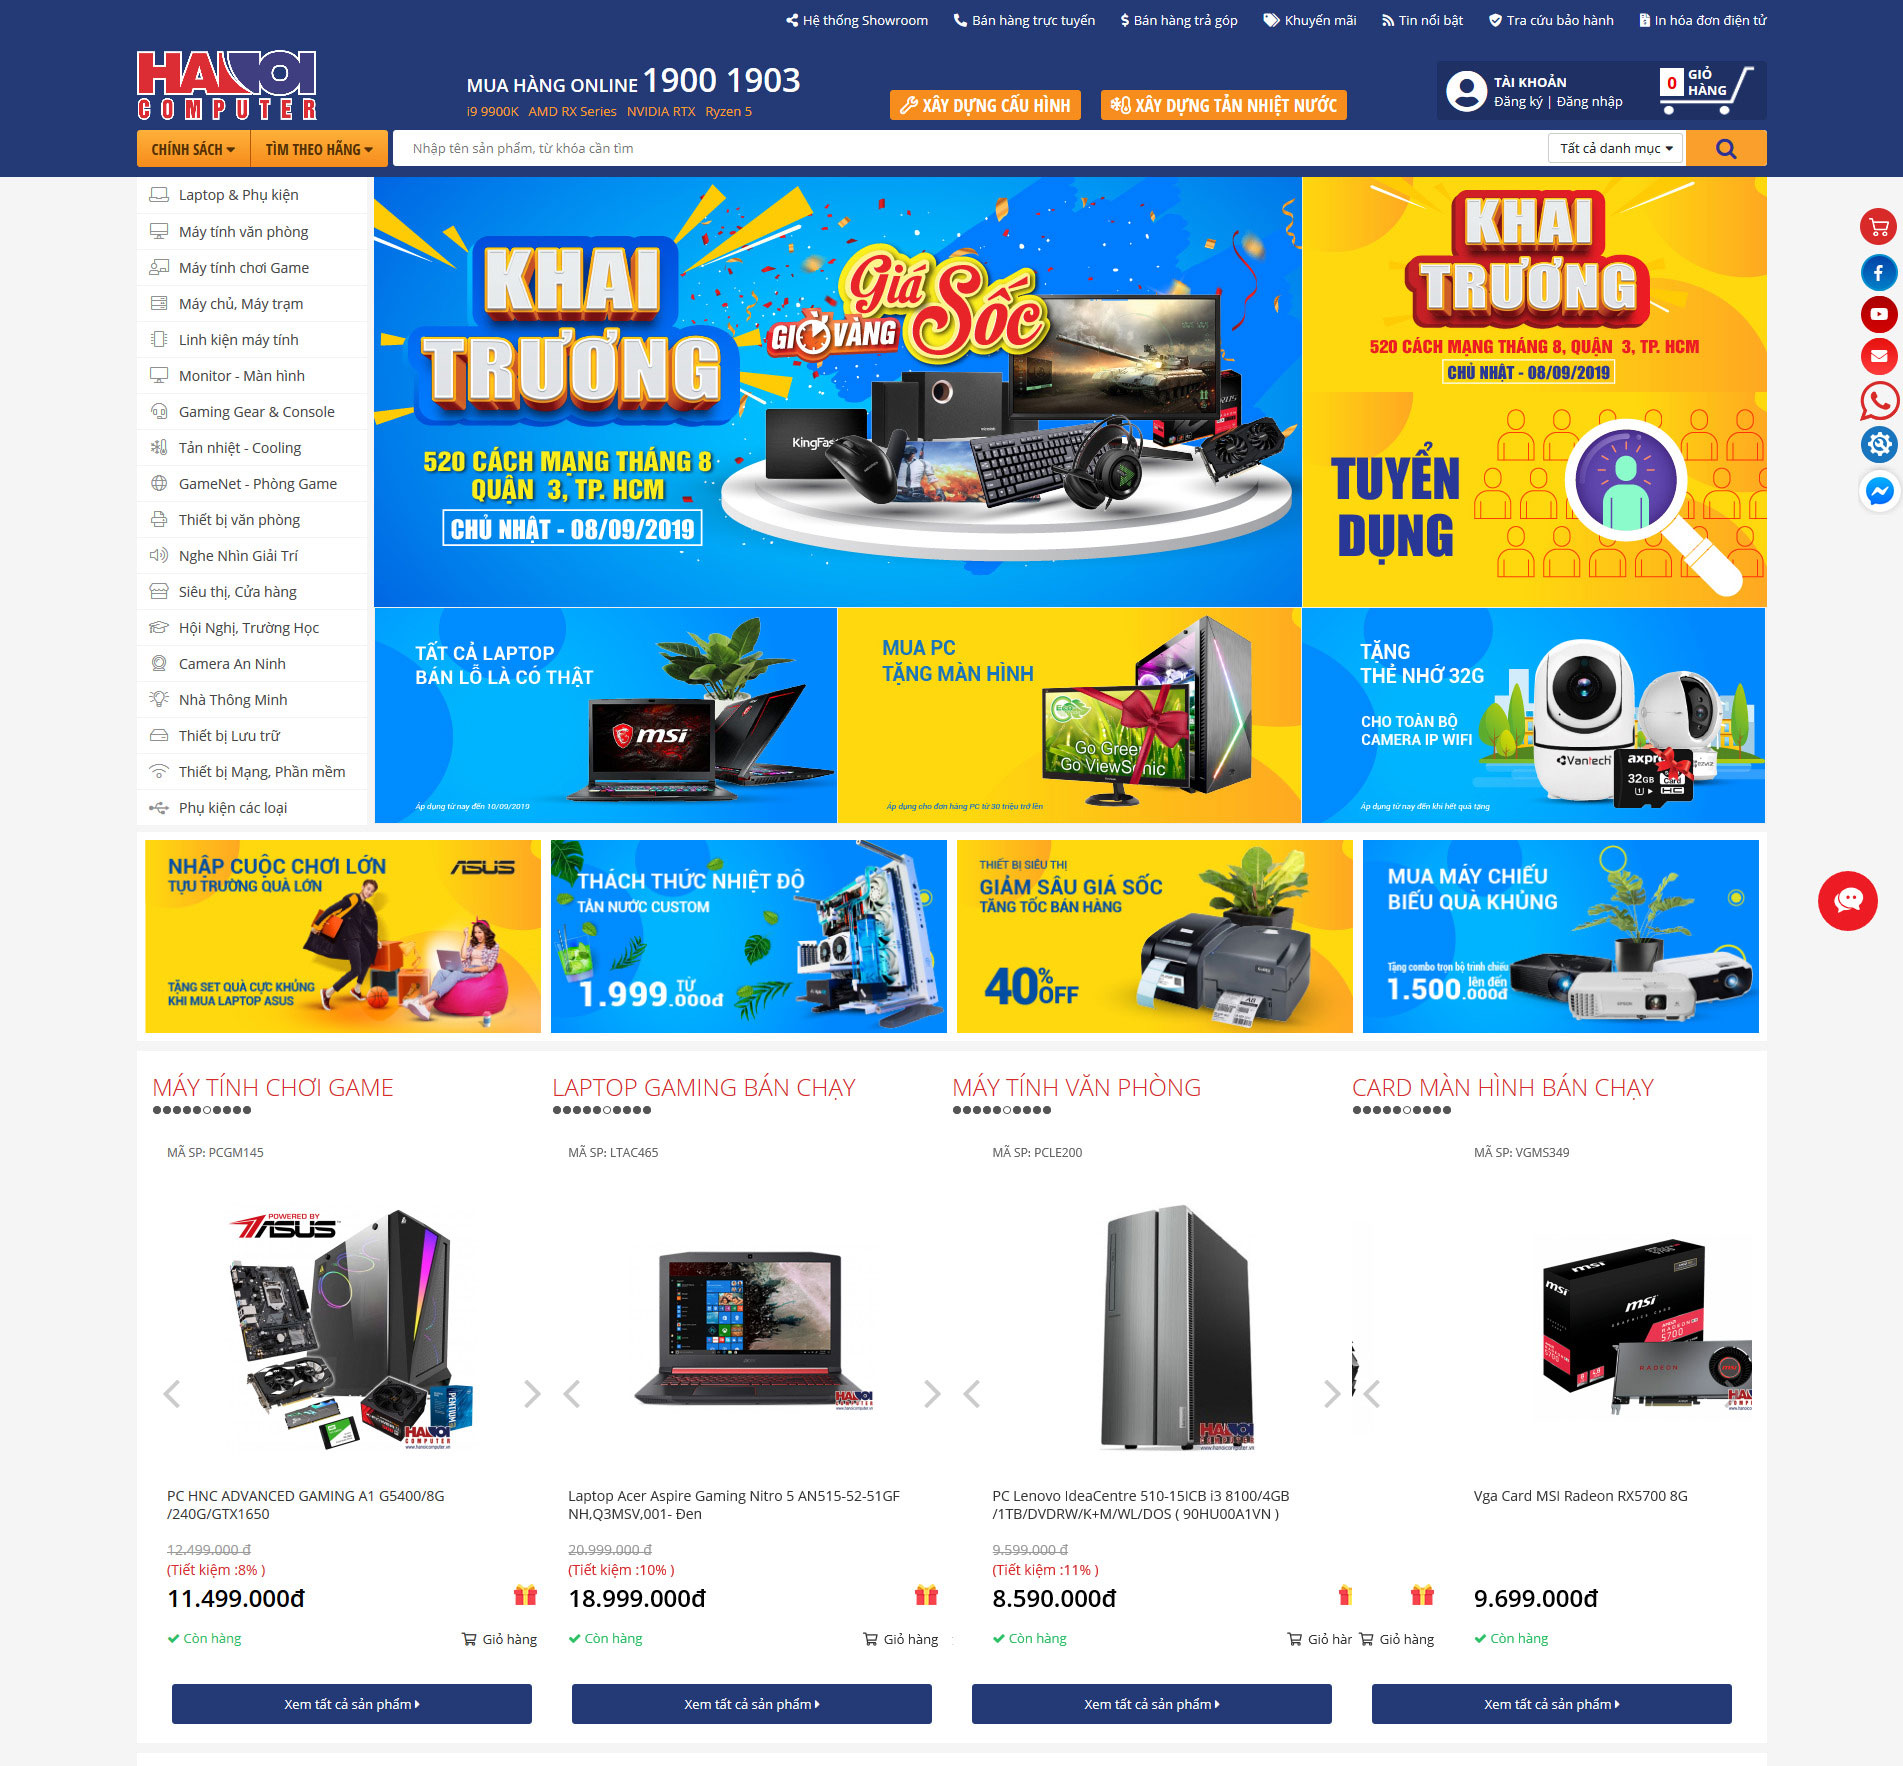 Hệ thống Showroom
Bán hàng trực tuyến
Bán hàng trả góp
Khuyến mãi
Tin nổi bật
Tra cứu bảo hành
In hóa đơn điện tử
HANOI
COMPUTER
MUA HÀNG ONLINE 1900 1903
i9 9900K AMD RX Series NVIDIA RTX Ryzen 5
XÂY DỰNG CẤU HÌNH
XÂY DỰNG TẢN NHIỆT NƯỚC
TÀI KHOẢN
Đăng ký | Đăng nhập
0 GIỎ
HÀNG
CHÍNH SÁCH
TÌM THEO HÃNG
Nhập tên sản phẩm, từ khóa cần tìm
Tất cả danh mục
Laptop & Phụ kiện
Máy tính văn phòng
Máy tính chơi Game
Máy chủ, Máy trạm
Linh kiện máy tính
Monitor - Màn hình
Gaming Gear & Console
Tản nhiệt - Cooling
GameNet - Phòng Game
Thiết bị văn phòng
Nghe Nhìn Giải Trí
Siêu thị, Cửa hàng
Hội Nghị, Trường Học
Camera An Ninh
Nhà Thông Minh
Thiết bị Lưu trữ
Thiết bị Mạng, Phần mềm
Phụ kiện các loại
KHAI
TRƯƠNG
520 CÁCH MẠNG THÁNG 8
QUẬN 3, TP. HCM
CHỦ NHẬT - 08/09/2019
GIỜ VÀNG
Giá
Sốc
KHAI
TRƯƠNG
520 CÁCH MẠNG THÁNG 8, QUẬN 3, TP. HCM
CHỦ NHẬT - 08/09/2019
TUYỂN
DỤNG
TẤT CẢ LAPTOP
BÁN LỖ LÀ CÓ THẬT
msi
Áp dụng từ nay đến 10/09/2019
MUA PC
TẶNG MÀN HÌNH
Go Green
Go ViewSonic
Áp dụng cho đơn hàng PC từ 30 triệu trở lên
TẶNG
THẺ NHỚ 32G
CHO TOÀN BỘ
CAMERA IP WIFI
Vantech
axpro
32GB
Áp dụng từ nay đến khi hết quà tặng
NHẬP CUỘC CHƠI LỚN
TỰU TRƯỜNG QUÀ LỚN
ASUS
TẶNG SET QUÀ CỰC KHỦNG
KHI MUA LAPTOP ASUS
THÁCH THỨC NHIỆT ĐỘ
TẢN NƯỚC CUSTOM
TỪ
1.999.000đ
THIẾT BỊ SIÊU THỊ
GIẢM SÂU GIÁ SỐC
TĂNG TỐC BÁN HÀNG
40% OFF
MUA MÁY CHIẾU
BIẾU QUÀ KHỦNG
Tặng combo trọn bộ trình chiếu
lên đến
1.500.000đ
MÁY TÍNH CHƠI GAME
MÃ SP: PCGM145
POWERED BY
ASUS
HANOI
COMPUTER
www.hanoicomputer.vn
PC HNC ADVANCED GAMING A1 G5400/8G
/240G/GTX1650
12.499.000 đ
(Tiết kiệm :8% )
11.499.000đ
Còn hàng
Giỏ hàng
Xem tất cả sản phẩm
LAPTOP GAMING BÁN CHẠY
MÃ SP: LTAC465
Laptop Acer Aspire Gaming Nitro 5 AN515-52-51GF
NH,Q3MSV,001- Đen
20.999.000 đ
(Tiết kiệm :10% )
18.999.000đ
Còn hàng
Giỏ hàng
Xem tất cả sản phẩm
MÁY TÍNH VĂN PHÒNG
MÃ SP: PCLE200
PC Lenovo IdeaCentre 510-15ICB i3 8100/4GB
/1TB/DVDRW/K+M/WL/DOS ( 90HU00A1VN )
9.599.000 đ
(Tiết kiệm :11% )
8.590.000đ
Còn hàng
Giỏ hàr
Xem tất cả sản phẩm
CARD MÀN HÌNH BÁN CHẠY
MÃ SP: VGMS349
msi
RADEON
5700
Vga Card MSI Radeon RX5700 8G
9.699.000đ
Giỏ hàng
Còn hàng
Xem tất cả sản phẩm